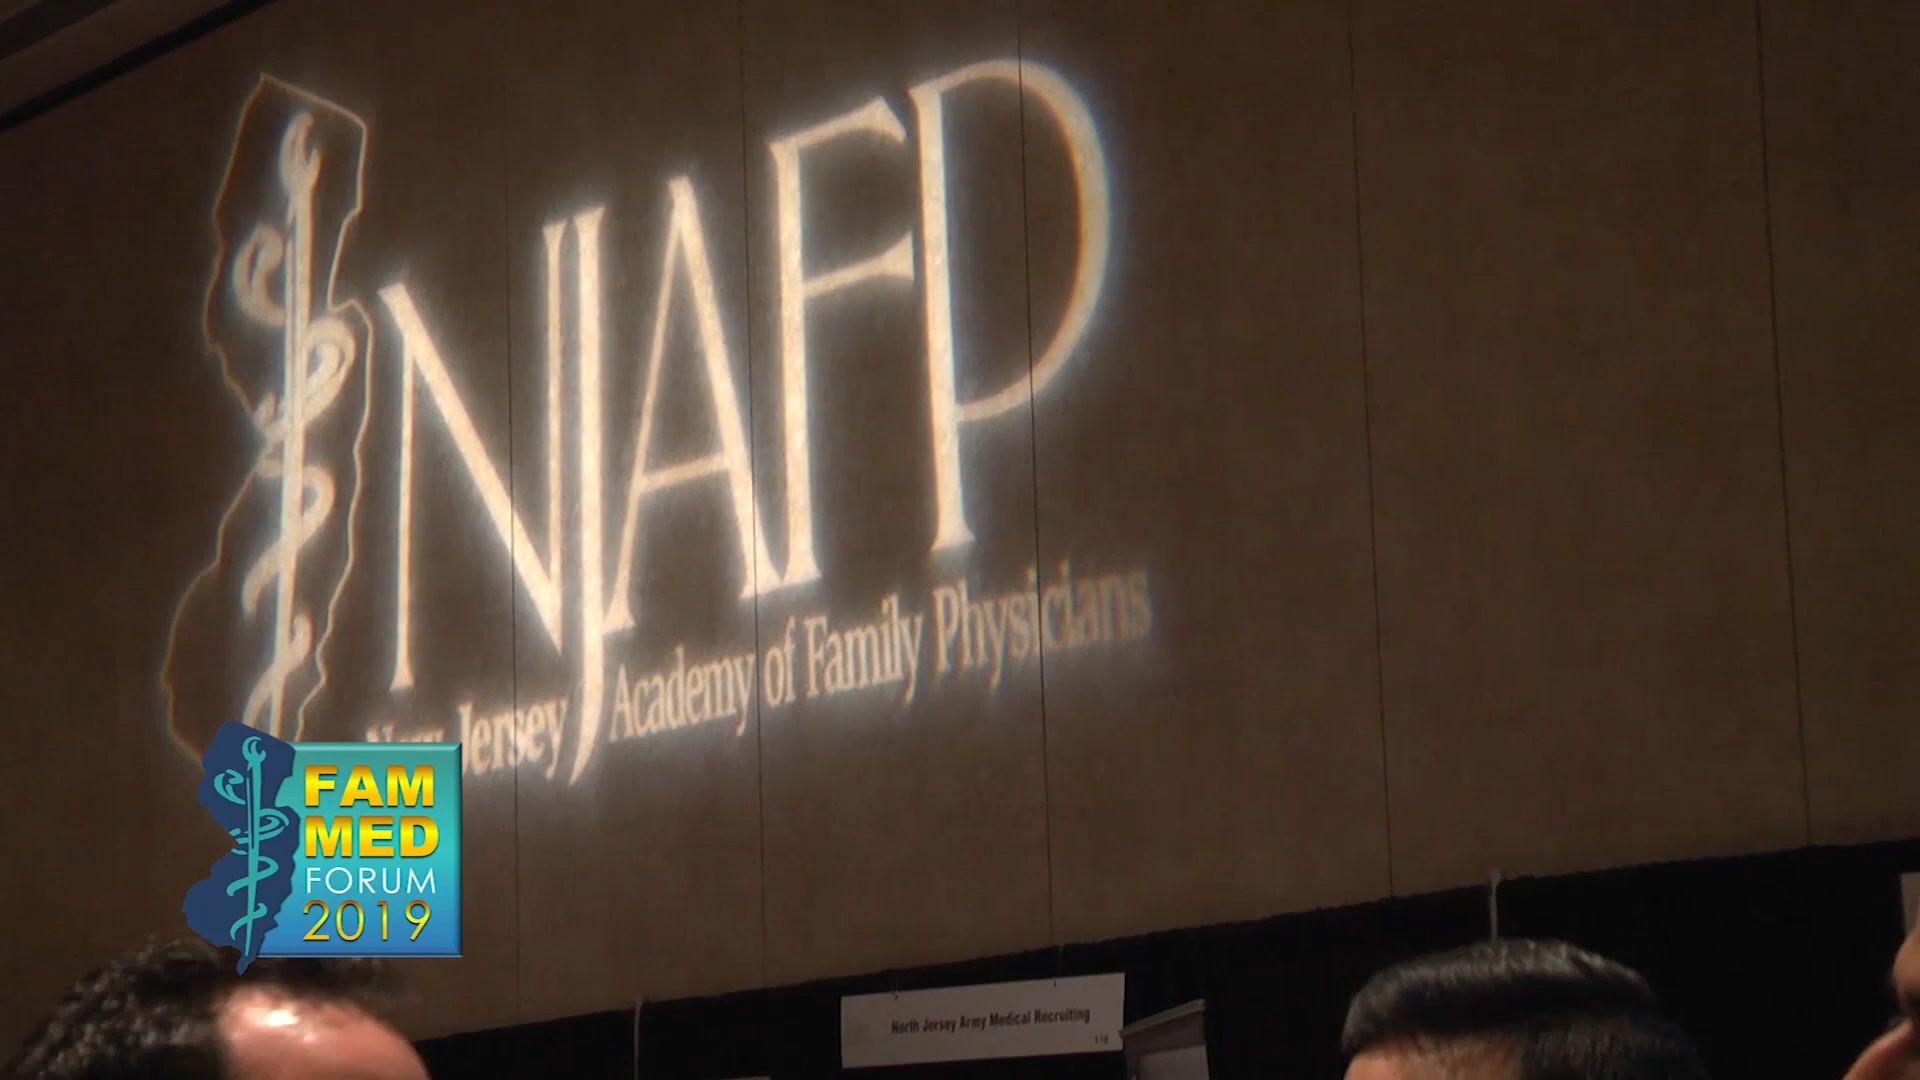 NJAFP
New Jersey Academy of Family Physicians
FAM
MED
FORUM
2019
North Jersey Army Medical Recruiting